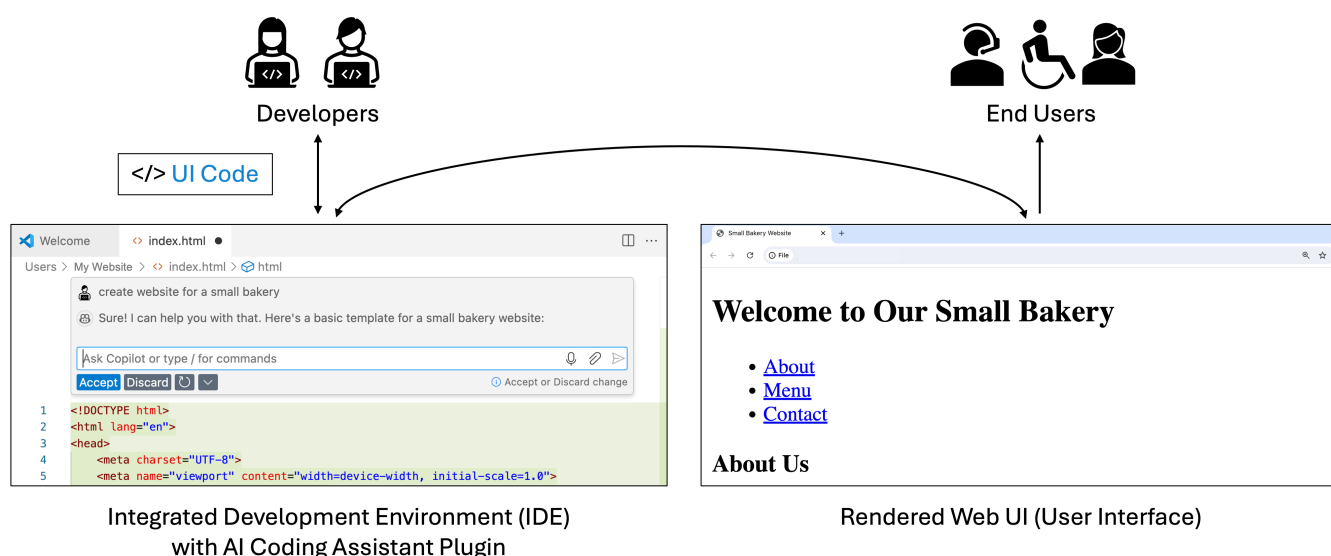 </> </>
Developers
End Users
</> UI Code
Welcome <> index.html
Users > My Website > <> index.html > html
create website for a small bakery
Sure! I can help you with that. Here's a basic template for a small bakery website:
Ask Copilot or type / for commands
Accept Discard Accept or Discard change
1 <!DOCTYPE html>
2 <html lang="en">
3 <head>
4 <meta charset="UTF-8">
5 <meta name="viewport" content="width=device-width, initial-scale=1.0">
Integrated Development Environment (IDE)
with AI Coding Assistant Plugin
Small Bakery Website × +
File
Welcome to Our Small Bakery
• About
• Menu
• Contact
About Us
Rendered Web UI (User Interface)